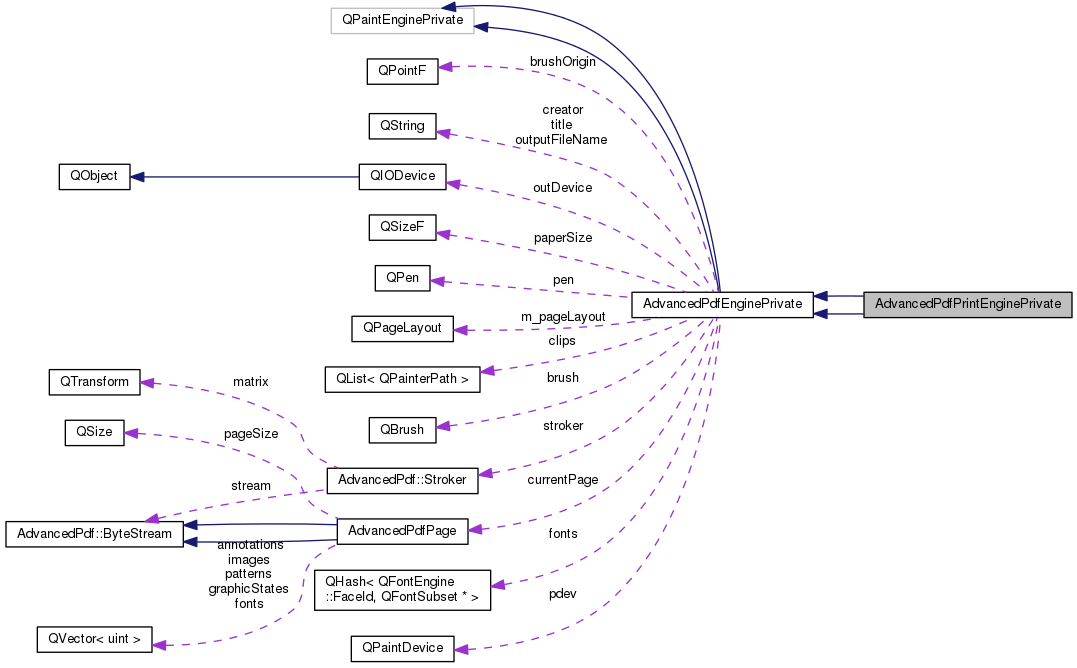 QPaintEnginePrivate
brushOrigin
QPointF
creator
title
outputFileName
QString
QObject
QIODevice
outDevice
QSizeF
paperSize
QPen
pen
AdvancedPdfEnginePrivate
AdvancedPdfPrintEnginePrivate
QPageLayout
m_pageLayout
clips
QList< QPainterPath >
brush
QTransform
matrix
QBrush
stroker
QSize
pageSize
AdvancedPdf::Stroker
currentPage
stream
AdvancedPdf::ByteStream
AdvancedPdfPage
fonts
annotations
images
patterns
graphicStates
fonts
QHash< QFontEngine
::FaceId, QFontSubset * >
pdev
QVector< uint >
QPaintDevice